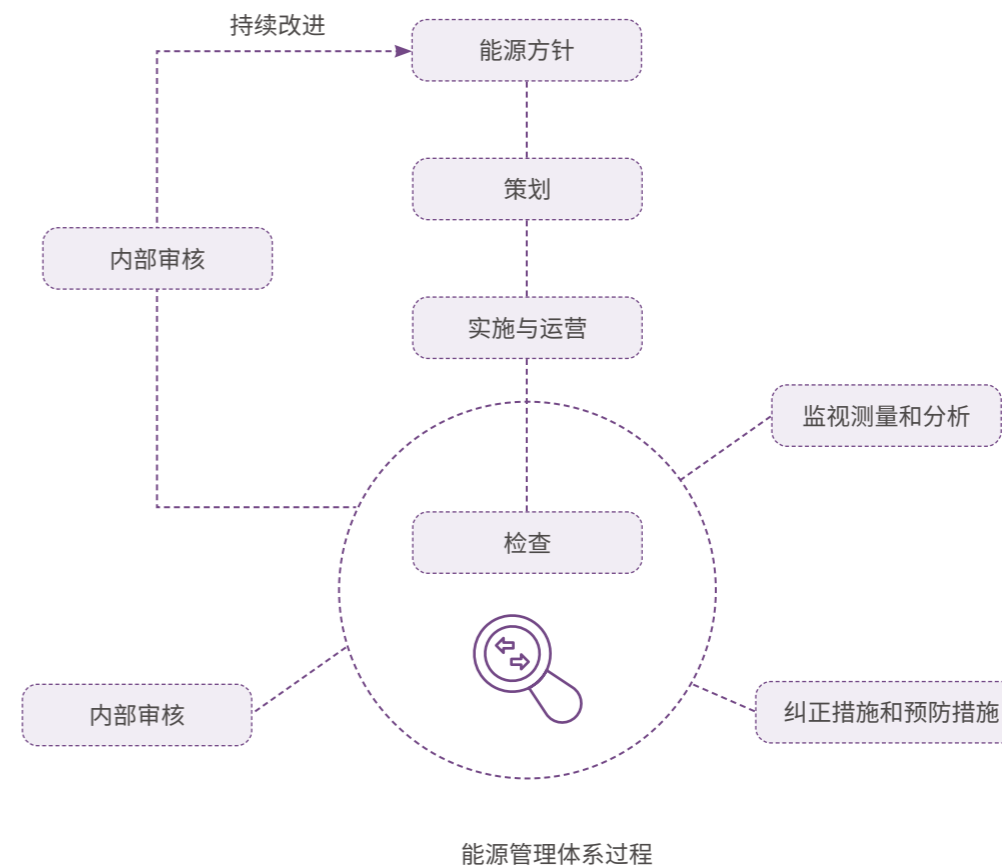 持续改进
能源方针
策划
内部审核
实施与运营
监视测量和分析
检查
内部审核
纠正措施和预防措施
能源管理体系过程